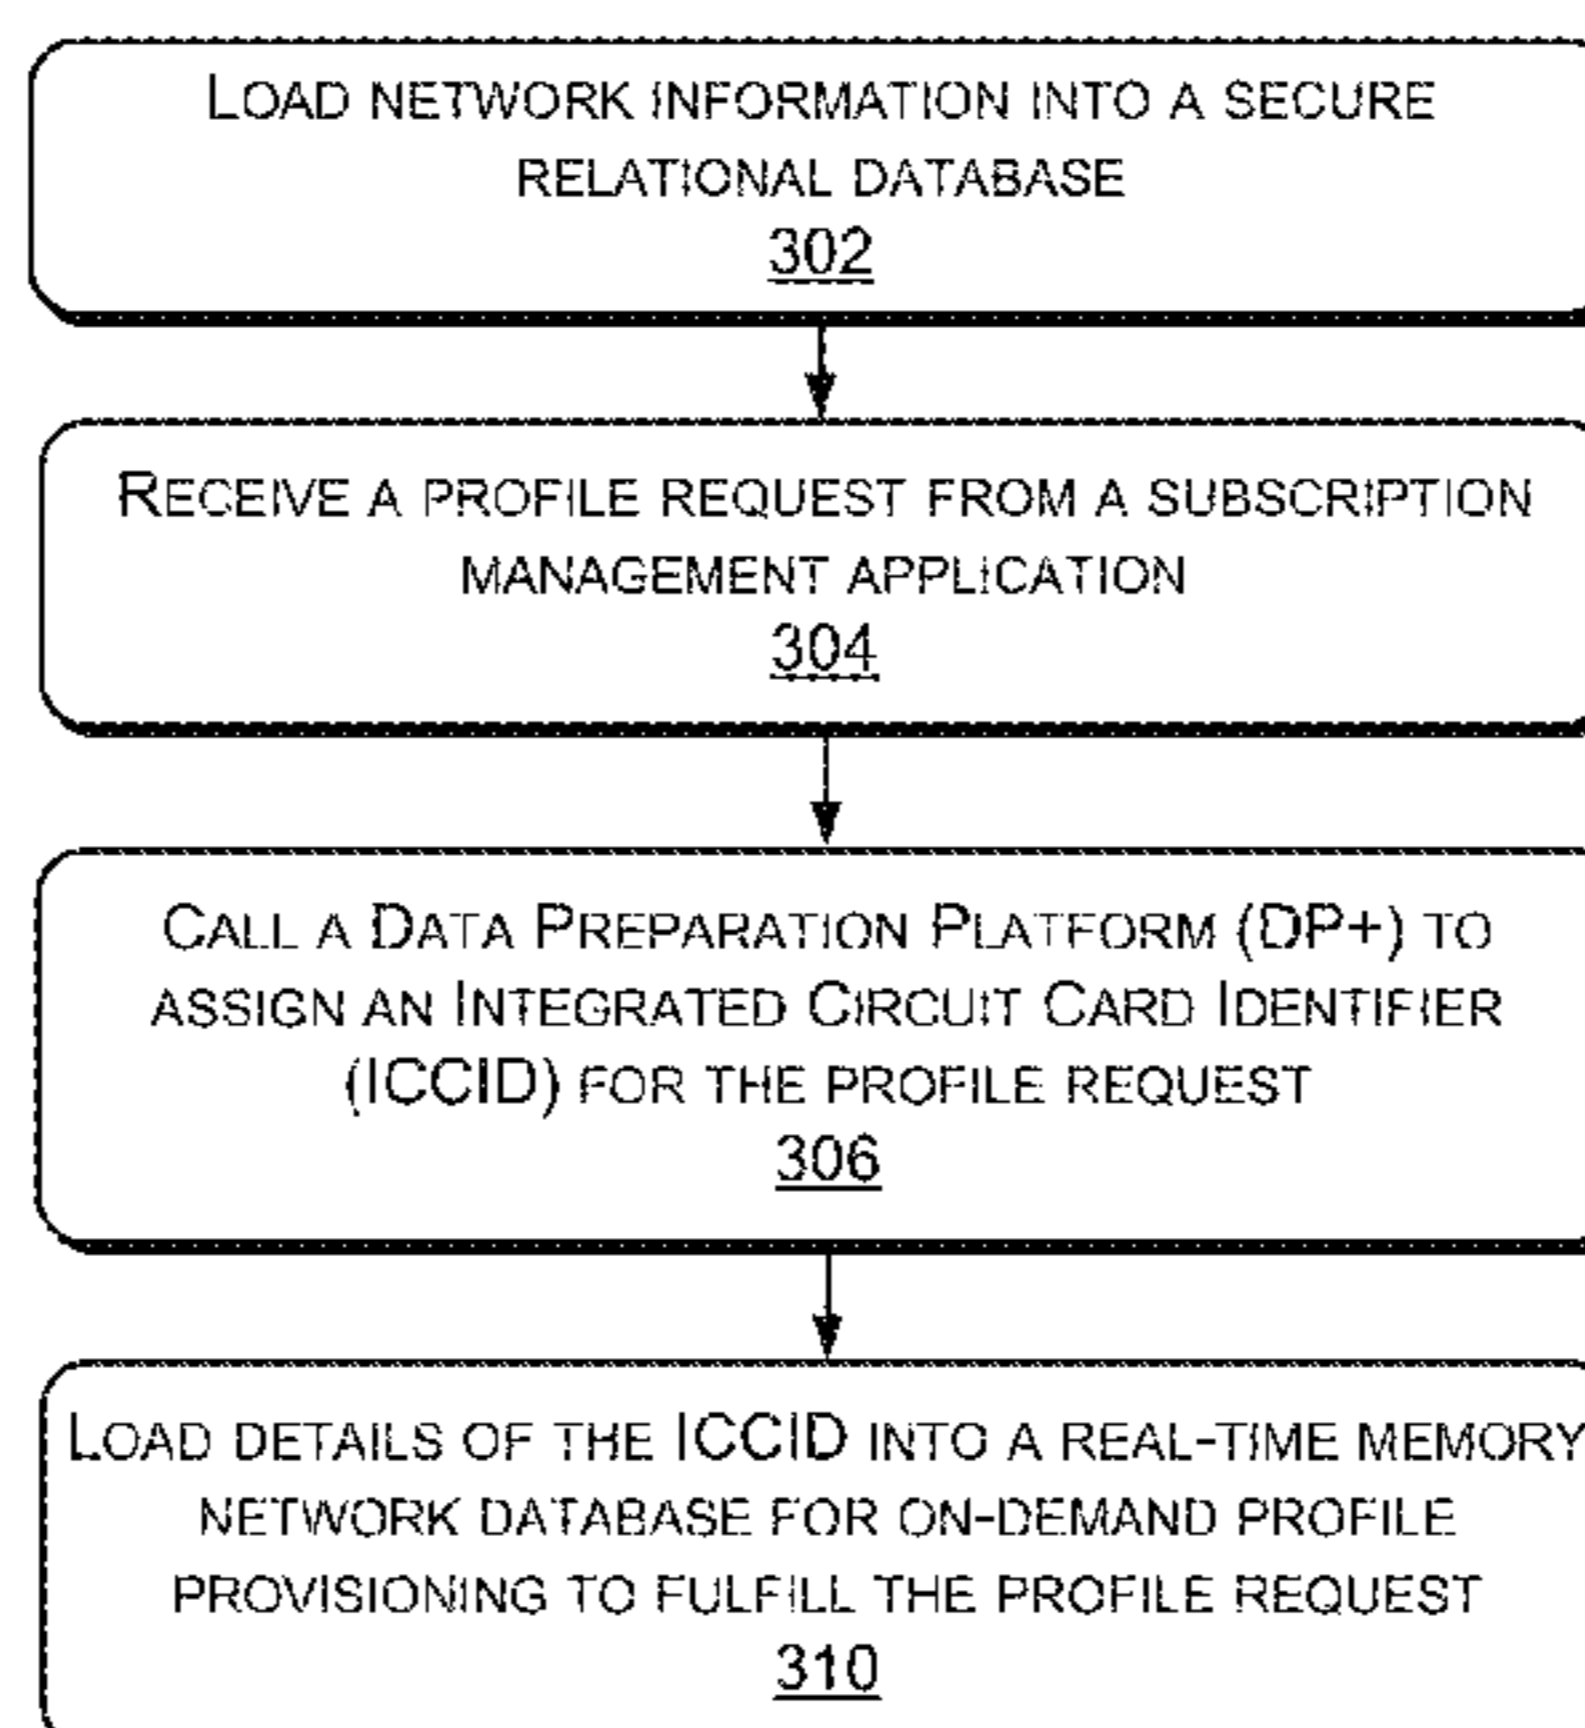 LOAD NETWORK INFORMATION INTO A SECURE
RELATIONAL DATABASE
302
RECEIVE A PROFILE REQUEST FROM A SUBSCRIPTION
MANAGEMENT APPLICATION
304
CALL A DATA PREPARATION PLATFORM (DP+) TO
ASSIGN AN INTEGRATED CIRCUIT CARD IDENTIFIER
(ICCID) FOR THE PROFILE REQUEST
306
LOAD DETAILS OF THE ICCID INTO A REAL-TIME MEMORY
NETWORK DATABASE FOR ON-DEMAND PROFILE
PROVISIONING TO FULFILL THE PROFILE REQUEST
310